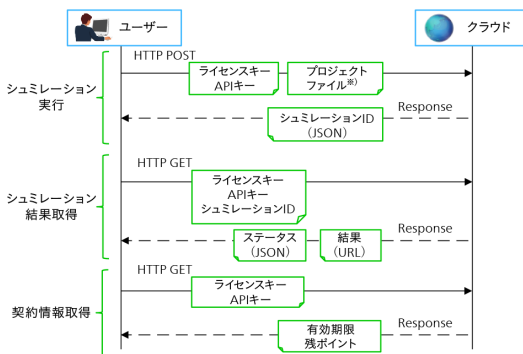 ユーザー
クラウド
HTTP POST
ライセンスキー
APIキー
プロジェクト
ファイル※)
シュミレーション
実行
Response
シュミレーションID
(JSON)
HTTP GET
ライセンスキー
APIキー
シュミレーションID
シュミレーション
結果取得
Response
ステータス
(JSON)
結果
(URL)
HTTP GET
ライセンスキー
APIキー
契約情報取得
Response
有効期限
残ポイント